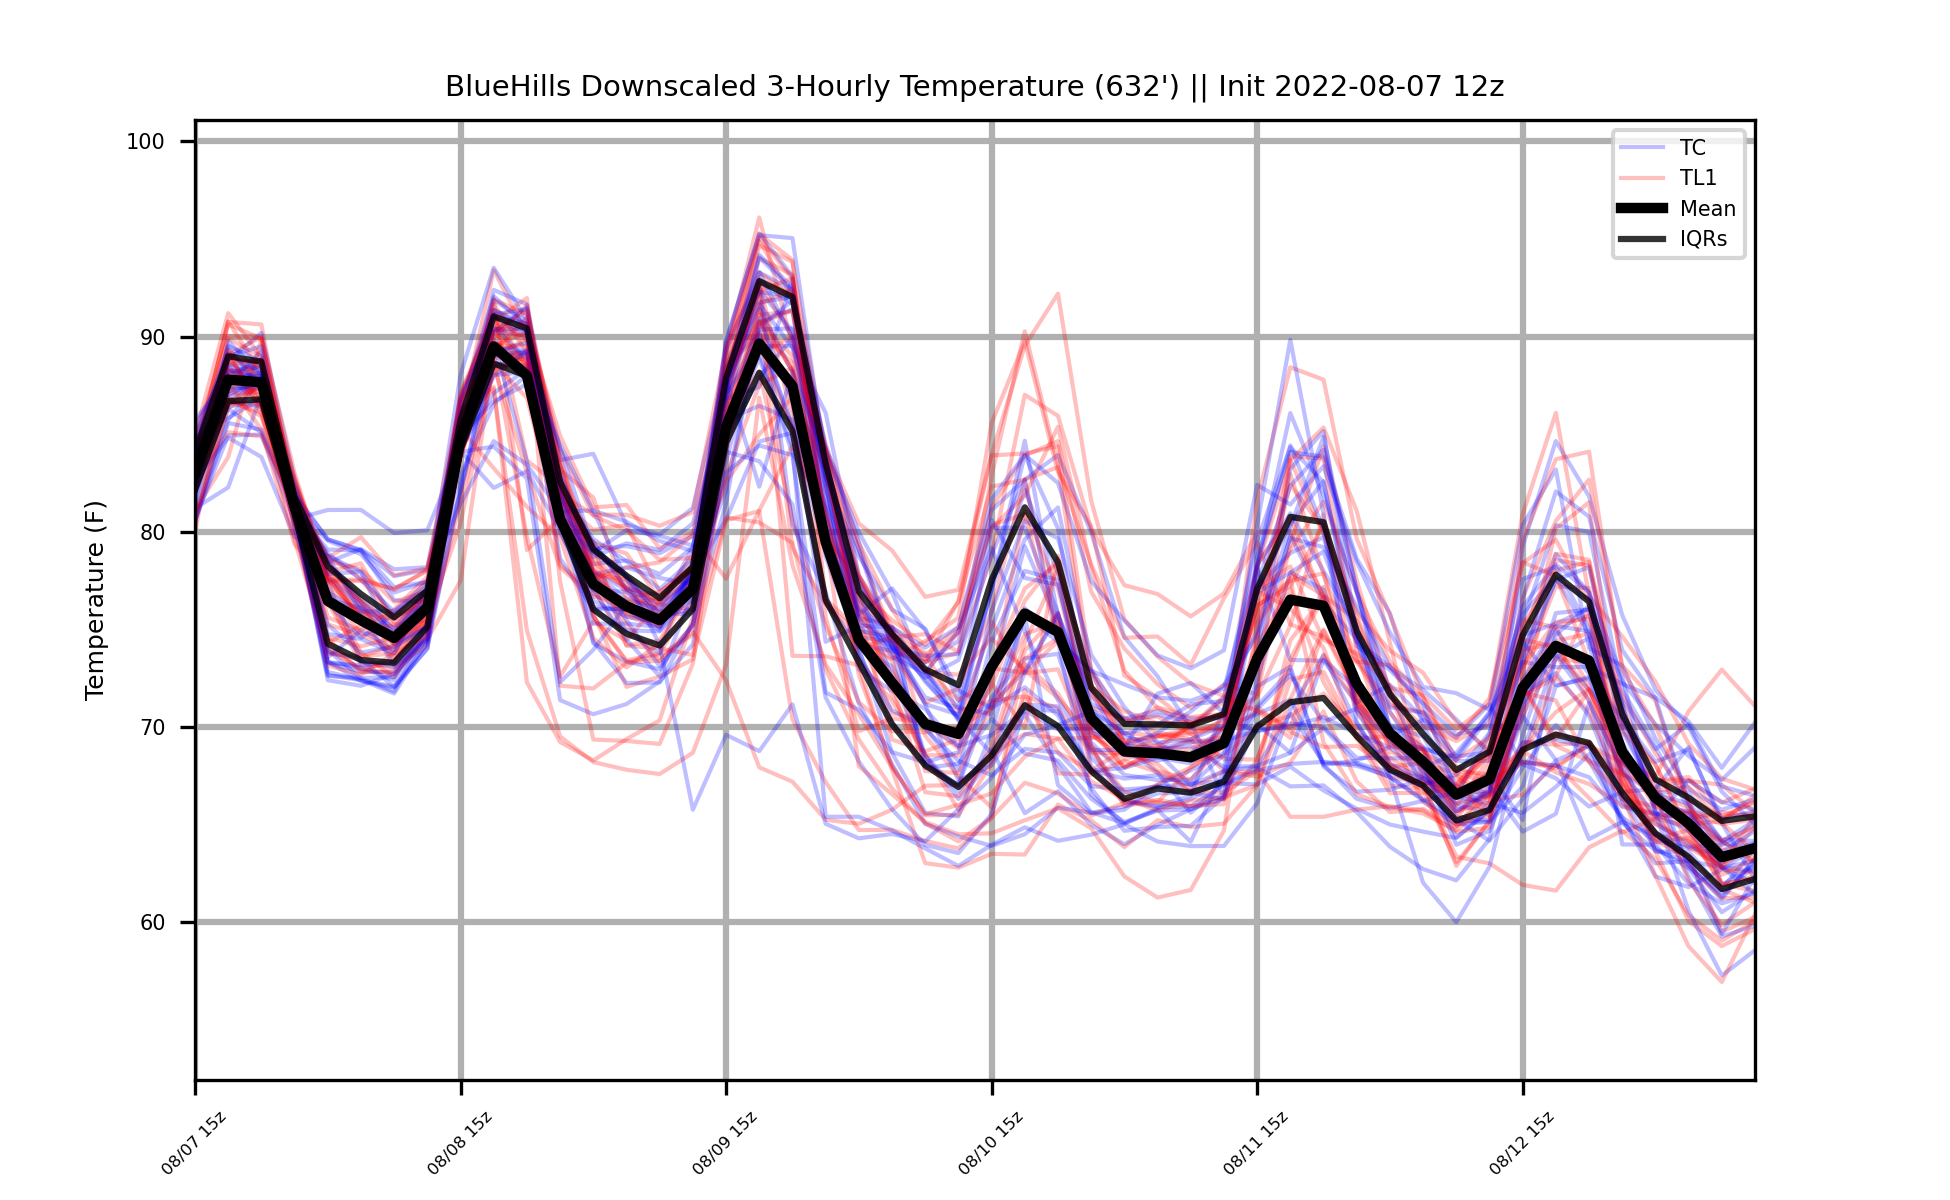 BlueHills Downscaled 3-Hourly Temperature (632') || Init 2022-08-07 12z
Temperature (F)
100
90
80
70
60
TC
TL1
Mean
IQRs
08/07 15z
08/08 15z
08/09 15z
08/10 15z
08/11 15z
08/12 15z